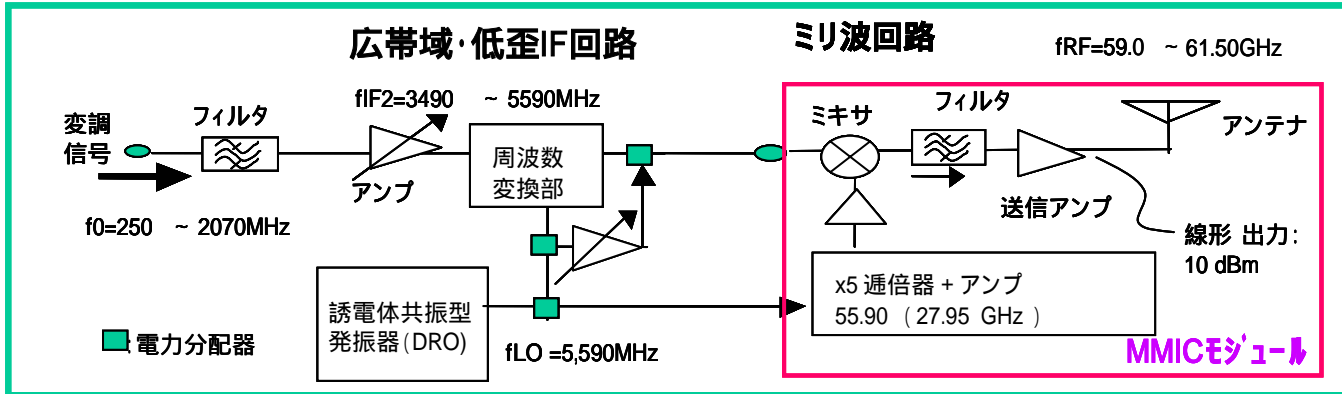 広帯域・低歪IF回路
ミリ波回路
fRF=59.0 ~ 61.50GHz
fIF2=3490 ~ 5590MHz
フィルタ
変調
信号
アンプ
周波数
変換部
f0=250 ~ 2070MHz
ミキサ
フィルタ
アンテナ
送信アンプ
線形 出力:
10 dBm
誘電体共振型
発振器(DRO)
fLO =5,590MHz
x5 逓倍器 + アンプ
55.90 ( 27.95 GHz )
:電力分配器
MMICモジュール